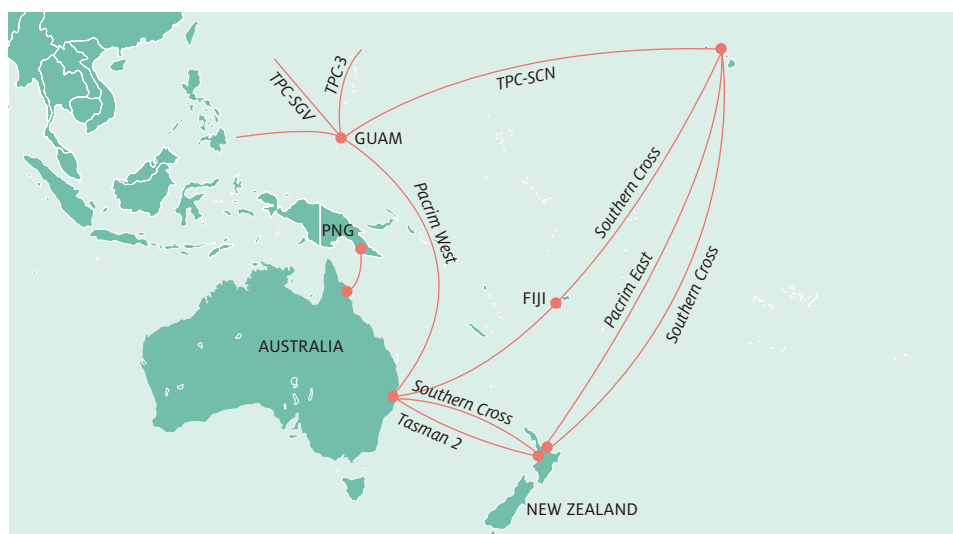 TPC-3
TPC-SGV
TPC-SCN
GUAM
Southern Cross
Pacrim West
PNG
Pacrim East
Southern Cross
FIJI
AUSTRALIA
Southern Cross
Tasman 2
NEW ZEALAND